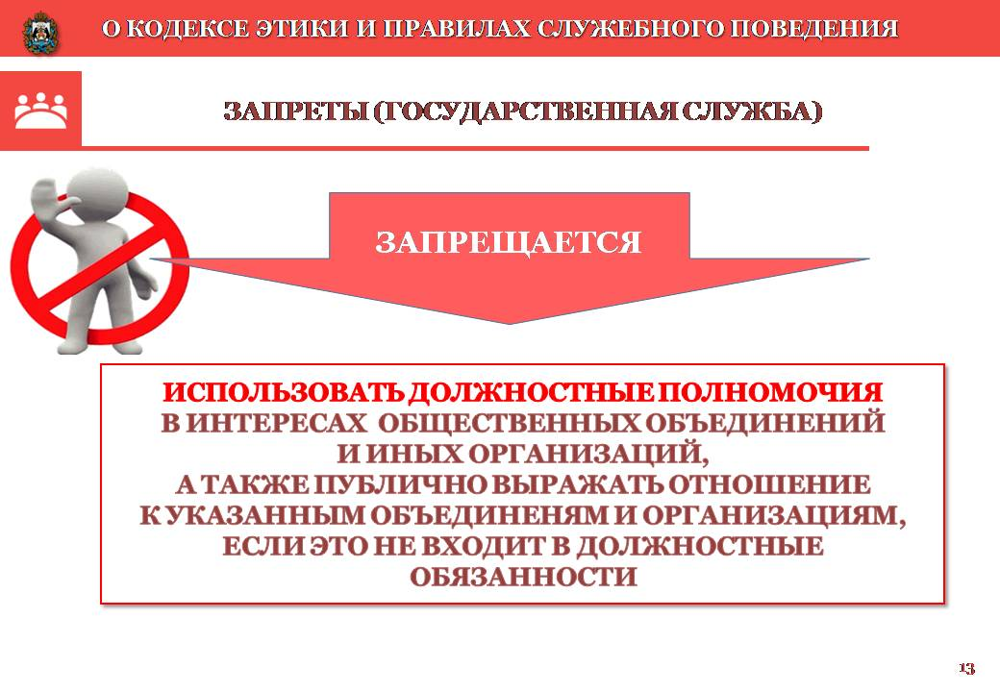 О КОДЕКСЕ ЭТИКИ И ПРАВИЛАХ СЛУЖЕБНОГО ПОВЕДЕНИЯ
ЗАПРЕТЫ (ГОСУДАРСТВЕННАЯ СЛУЖБА)
ЗАПРЕЩАЕТСЯ
ИСПОЛЬЗОВАТЬ ДОЛЖНОСТНЫЕ ПОЛНОМОЧИЯ
В ИНТЕРЕСАХ ОБЩЕСТВЕННЫХ ОБЪЕДИНЕНИЙ
И ИНЫХ ОРГАНИЗАЦИЙ,
А ТАКЖЕ ПУБЛИЧНО ВЫРАЖАТЬ ОТНОШЕНИЕ
К УКАЗАННЫМ ОБЪЕДИНЕНЯМ И ОРГАНИЗАЦИЯМ,
ЕСЛИ ЭТО НЕ ВХОДИТ В ДОЛЖНОСТНЫЕ
ОБЯЗАННОСТИ
13